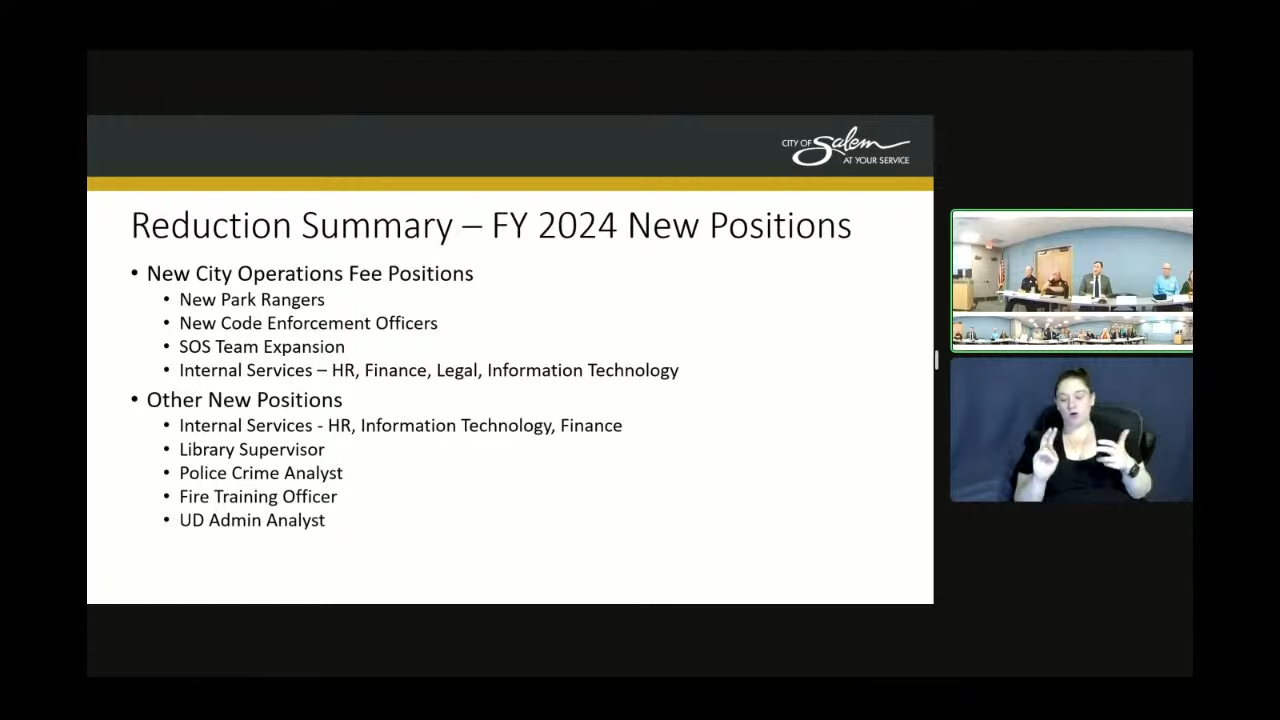 CITY OF Salem
AT YOUR SERVICE
Reduction Summary – FY 2024 New Positions
• New City Operations Fee Positions
• New Park Rangers
• New Code Enforcement Officers
• SOS Team Expansion
• Internal Services – HR, Finance, Legal, Information Technology
• Other New Positions
• Internal Services - HR, Information Technology, Finance
• Library Supervisor
• Police Crime Analyst
• Fire Training Officer
• UD Admin Analyst